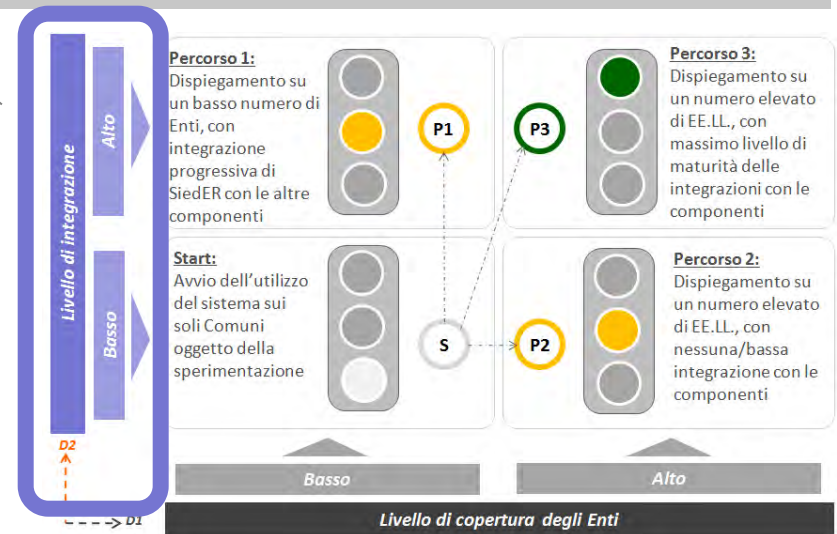 Livello di integrazione
Alto
Basso
D2
D1
Percorso 1:
Dispiegamento su
un basso numero di
Enti, con
integrazione
progressiva di
SiedER con le altre
componenti
P1
P3
Percorso 3:
Dispiegamento su
un numero elevato
di EE.LL., con
massimo livello di
maturità delle
integrazioni con le
componenti
Start:
Avvio dell'utilizzo
del sistema sui
soli Comuni
oggetto della
sperimentazione
S
P2
Percorso 2:
Dispiegamento su
un numero elevato
di EE.LL., con
nessuna/bassa
integrazione con le
componenti
Basso
Alto
Livello di copertura degli Enti